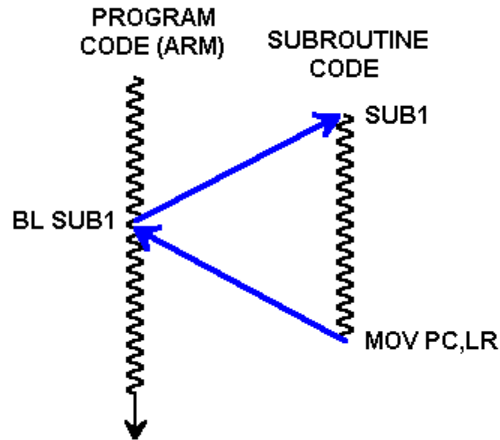 PROGRAM
CODE (ARM)
SUBROUTINE
CODE
SUB1
BL SUB1
MOV PC,LR